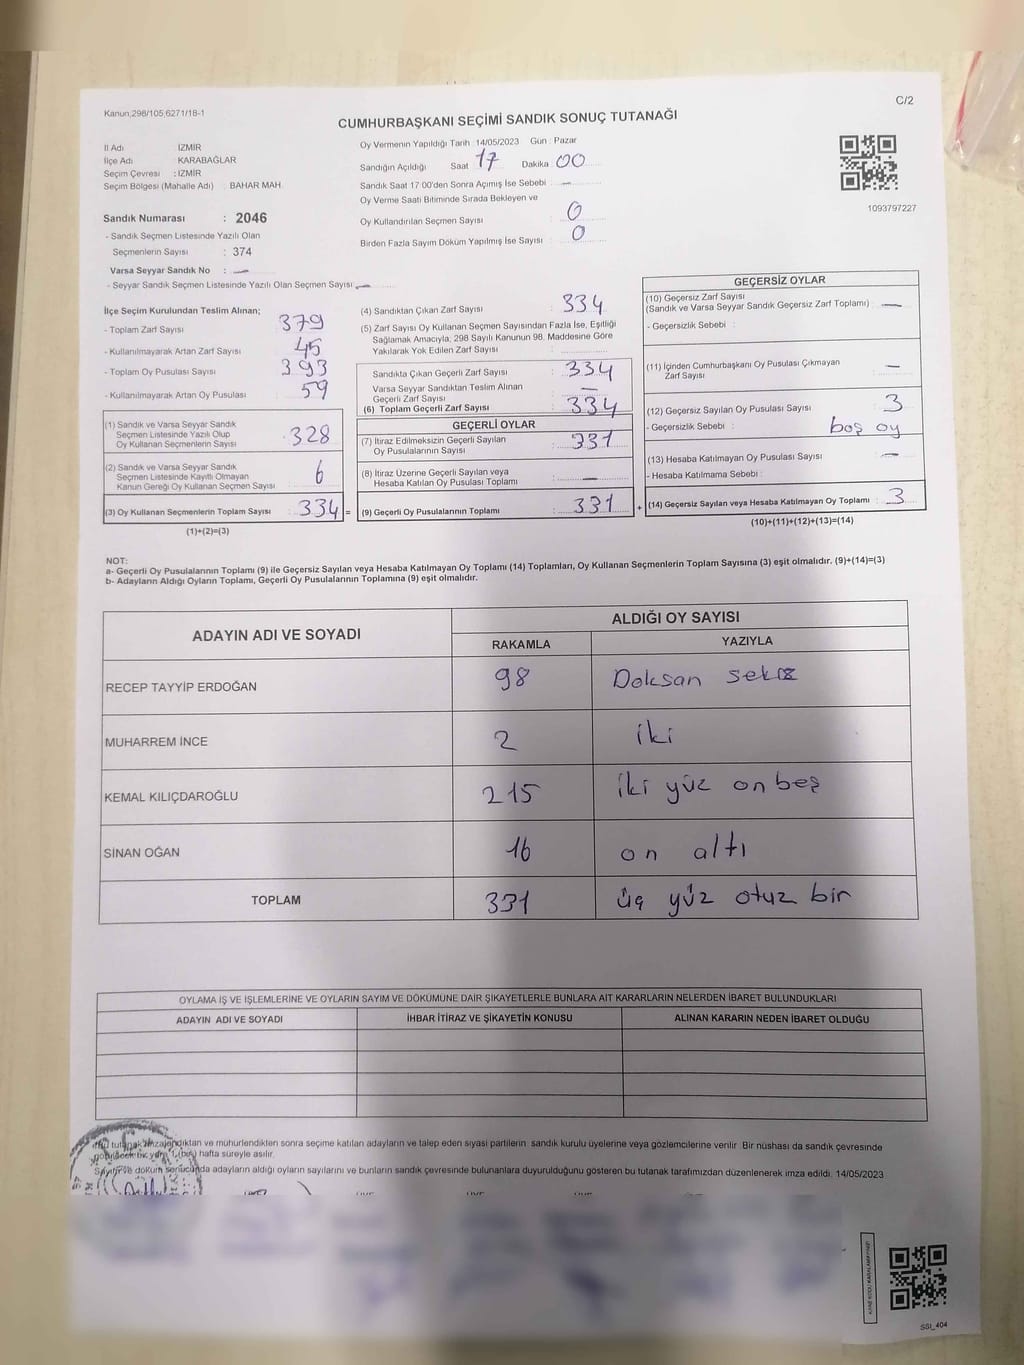 Kanun;298/105,6271/18-1
C/2
CUMHURBAŞKANI SEÇİMİ SANDIK SONUÇ TUTANAĞI
İl Adı : İZMİR
İlçe Adı : KARABAĞLAR
Seçim Çevresi : İZMİR
Seçim Bölgesi (Mahalle Adı) : BAHAR MAH.
Sandık Numarası : 2046
- Sandık Seçmen Listesinde Yazılı Olan
Seçmenlerin Sayısı : 374
Varsa Seyyar Sandık No : —
- Seyyar Sandık Seçmen Listesinde Yazılı Olan Seçmen Sayısı : —
Oy Vermenin Yapıldığı Tarih : 14/05/2023 Gün : Pazar
Sandığın Açıldığı Saat 17 Dakika 00
Sandık Saat 17 00'den Sonra Açımış İse Sebebi : —
Oy Verme Saati Bitiminde Sırada Bekleyen ve
Oy Kullandırılan Seçmen Sayısı : 0
Birden Fazla Sayım Döküm Yapılmış İse Sayısı : 0
1093797227
İlçe Seçim Kurulundan Teslim Alınan;
- Toplam Zarf Sayısı : 379
- Kullanılmayarak Artan Zarf Sayısı : 45
- Toplam Oy Pusulası Sayısı : 393
- Kullanılmayarak Artan Oy Pusulası : 59
(1) Sandık ve Varsa Seyyar Sandık
Seçmen Listesinde Yazılı Olup
Oy Kullanan Seçmenlerin Sayısı : 328
(2) Sandık ve Varsa Seyyar Sandık
Seçmen Listesinde Kayıtlı Olmayan
Kanun Gereği Oy Kullanan Seçmen Sayısı : 6
(3) Oy Kullanan Seçmenlerin Toplam Sayısı : 334 =
(1)+(2)=(3)
(4) Sandıktan Çıkan Zarf Sayısı : 334
(5) Zarf Sayısı Oy Kullanan Seçmen Sayısından Fazla İse, Eşitliği
Sağlamak Amacıyla, 298 Sayılı Kanunun 98. Maddesine Göre
Yakılarak Yok Edilen Zarf Sayısı :
Sandıkta Çıkan Geçerli Zarf Sayısı : 334
Varsa Seyyar Sandıktan Teslim Alınan
Geçerli Zarf Sayısı : —
(6) Toplam Geçerli Zarf Sayısı : 334
GEÇERLİ OYLAR
(7) İtiraz Edilmeksizin Geçerli Sayılan
Oy Pusulalarının Sayısı : 331
(8) İtiraz Üzerine Geçerli Sayılan veya
Hesaba Katılan Oy Pusulası Toplamı : —
(9) Geçerli Oy Pusulalarının Toplamı : 331 +
GEÇERSİZ OYLAR
(10) Geçersiz Zarf Sayısı
(Sandık ve Varsa Seyyar Sandık Geçersiz Zarf Toplamı) : —
- Geçersizlik Sebebi :
(11) İçinden Cumhurbaşkanı Oy Pusulası Çıkmayan
Zarf Sayısı : —
(12) Geçersiz Sayılan Oy Pusulası Sayısı : 3
- Geçersizlik Sebebi : boş oy
(13) Hesaba Katılmayan Oy Pusulası Sayısı : —
- Hesaba Katılmama Sebebi :
(14) Geçersiz Sayılan veya Hesaba Katılmayan Oy Toplamı : 3
(10)+(11)+(12)+(13)=(14)
NOT:
a- Geçerli Oy Pusulalarının Toplamı (9) ile Geçersiz Sayılan veya Hesaba Katılmayan Oy Toplamı (14) Toplamları, Oy Kullanan Seçmenlerin Toplam Sayısına (3) eşit olmalıdır. (9)+(14)=(3)
b- Adayların Aldığı Oyların Toplamı, Geçerli Oy Pusulalarının Toplamına (9) eşit olmalıdır.
ADAYIN ADI VE SOYADI
ALDIĞI OY SAYISI
RAKAMLA YAZIYLA
RECEP TAYYİP ERDOĞAN 98 Doksan sekiz
MUHARREM İNCE 2 iki
KEMAL KILIÇDAROĞLU 215 iki yüz onbeş
SİNAN OĞAN 16 on altı
TOPLAM 331 üç yüz otuz bir
OYLAMA İŞ VE İŞLEMLERİNE VE OYLARIN SAYIM VE DÖKÜMÜNE DAİR ŞİKAYETLERLE BUNLARA AİT KARARLARIN NELERDEN İBARET BULUNDUKLARI
ADAYIN ADI VE SOYADI İHBAR İTİRAZ VE ŞİKAYETİN KONUSU ALINAN KARARIN NEDEN İBARET OLDUĞU
tutanak imzalandıktan ve mühürlendikten sonra seçime katılan adayların ve talep eden siyasi partilerin sandık kurulu üyelerine veya gözlemcilerine verilir. Bir nüshası da sandık çevresinde
hafta süreyle asılır.
Sayım ve döküm sonucunda adayların aldığı oyların sayılarını ve bunların sandık çevresinde bulunanlara duyurulduğunu gösteren bu tutanak tarafımızdan düzenlenerek imza edildi. 14/05/2023
SSI_404